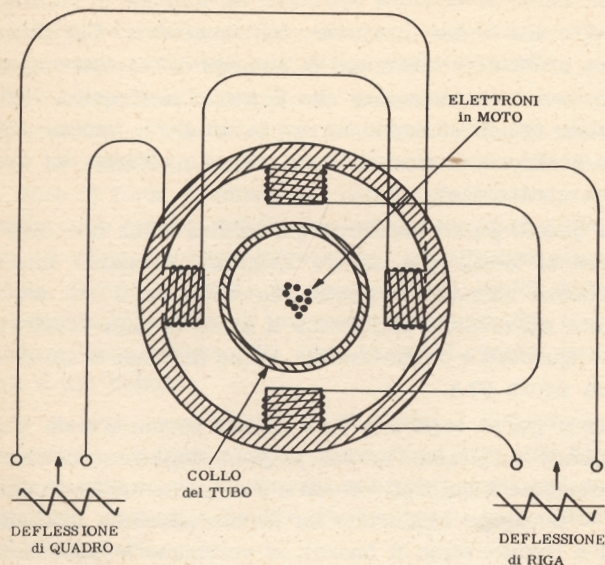 ELETTRONI
in MOTO
COLLO
del TUBO
DEFLESSIONE
di QUADRO
DEFLESSIONE
di RIGA